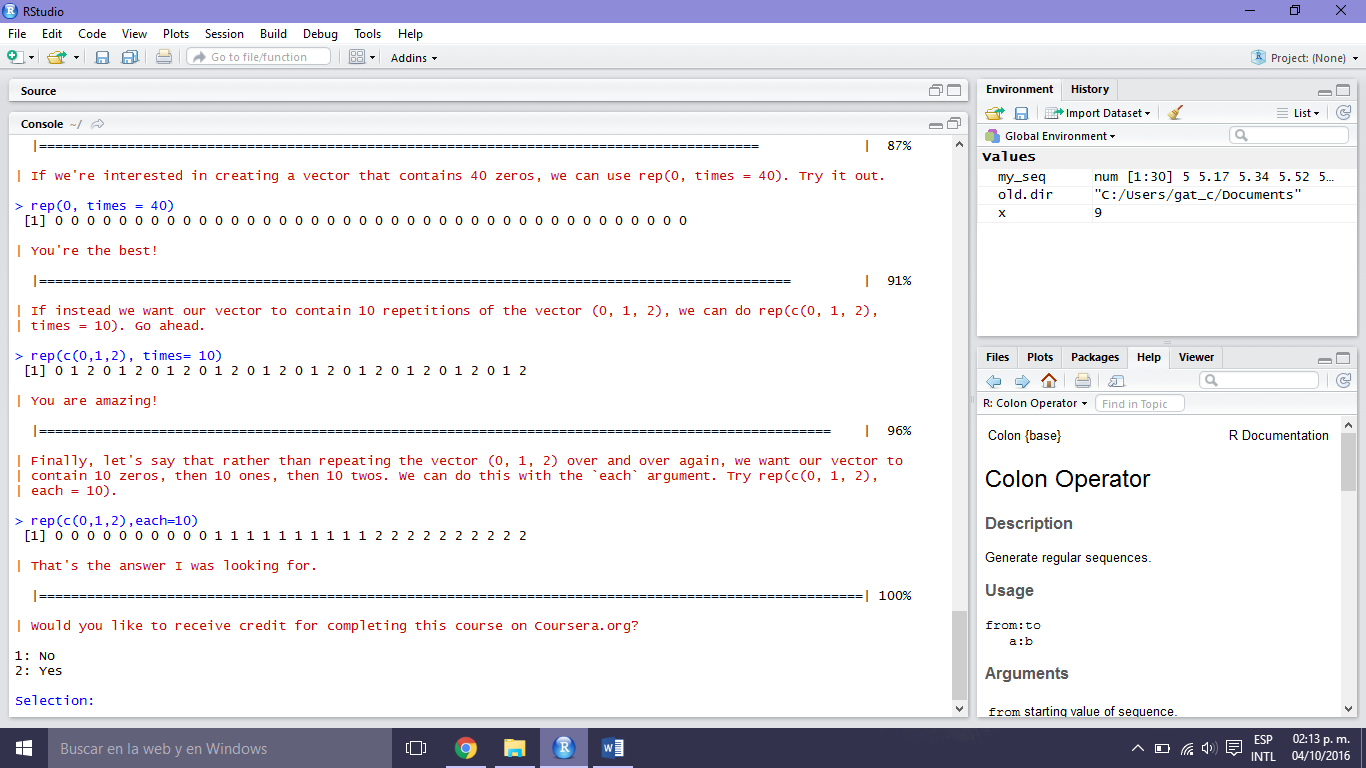 RStudio
File Edit Code View Plots Session Build Debug Tools Help
Go to file/function
Addins
Project: (None)
Source
Console ~/
|==========================================================================================| 87%
| If we're interested in creating a vector that contains 40 zeros, we can use rep(0, times = 40). Try it out.
> rep(0, times = 40)
[1] 0 0 0 0 0 0 0 0 0 0 0 0 0 0 0 0 0 0 0 0 0 0 0 0 0 0 0 0 0 0 0 0 0 0 0 0 0 0 0 0
| You're the best!
|==============================================================================================| 91%
| If instead we want our vector to contain 10 repetitions of the vector (0, 1, 2), we can do rep(c(0, 1, 2),
| times = 10). Go ahead.
> rep(c(0,1,2), times= 10)
[1] 0 1 2 0 1 2 0 1 2 0 1 2 0 1 2 0 1 2 0 1 2 0 1 2 0 1 2 0 1 2
| You are amazing!
|===================================================================================================| 96%
| Finally, let's say that rather than repeating the vector (0, 1, 2) over and over again, we want our vector to
| contain 10 zeros, then 10 ones, then 10 twos. We can do this with the `each` argument. Try rep(c(0, 1, 2),
| each = 10).
> rep(c(0,1,2),each=10)
[1] 0 0 0 0 0 0 0 0 0 0 1 1 1 1 1 1 1 1 1 1 2 2 2 2 2 2 2 2 2 2
| That's the answer I was looking for.
|=======================================================================================================| 100%
| Would you like to receive credit for completing this course on Coursera.org?
1: No
2: Yes
Selection:
Environment History
Import Dataset
List
Global Environment
Values
my_seq num [1:30] 5 5.17 5.34 5.52 5…
old.dir "C:/Users/gat_c/Documents"
x 9
Files Plots Packages Help Viewer
R: Colon Operator
Find in Topic
Colon {base} R Documentation
Colon Operator
Description
Generate regular sequences.
Usage
from:to
a:b
Arguments
from starting value of sequence.
Buscar en la web y en Windows
ESP
INTL
02:13 p. m.
04/10/2016